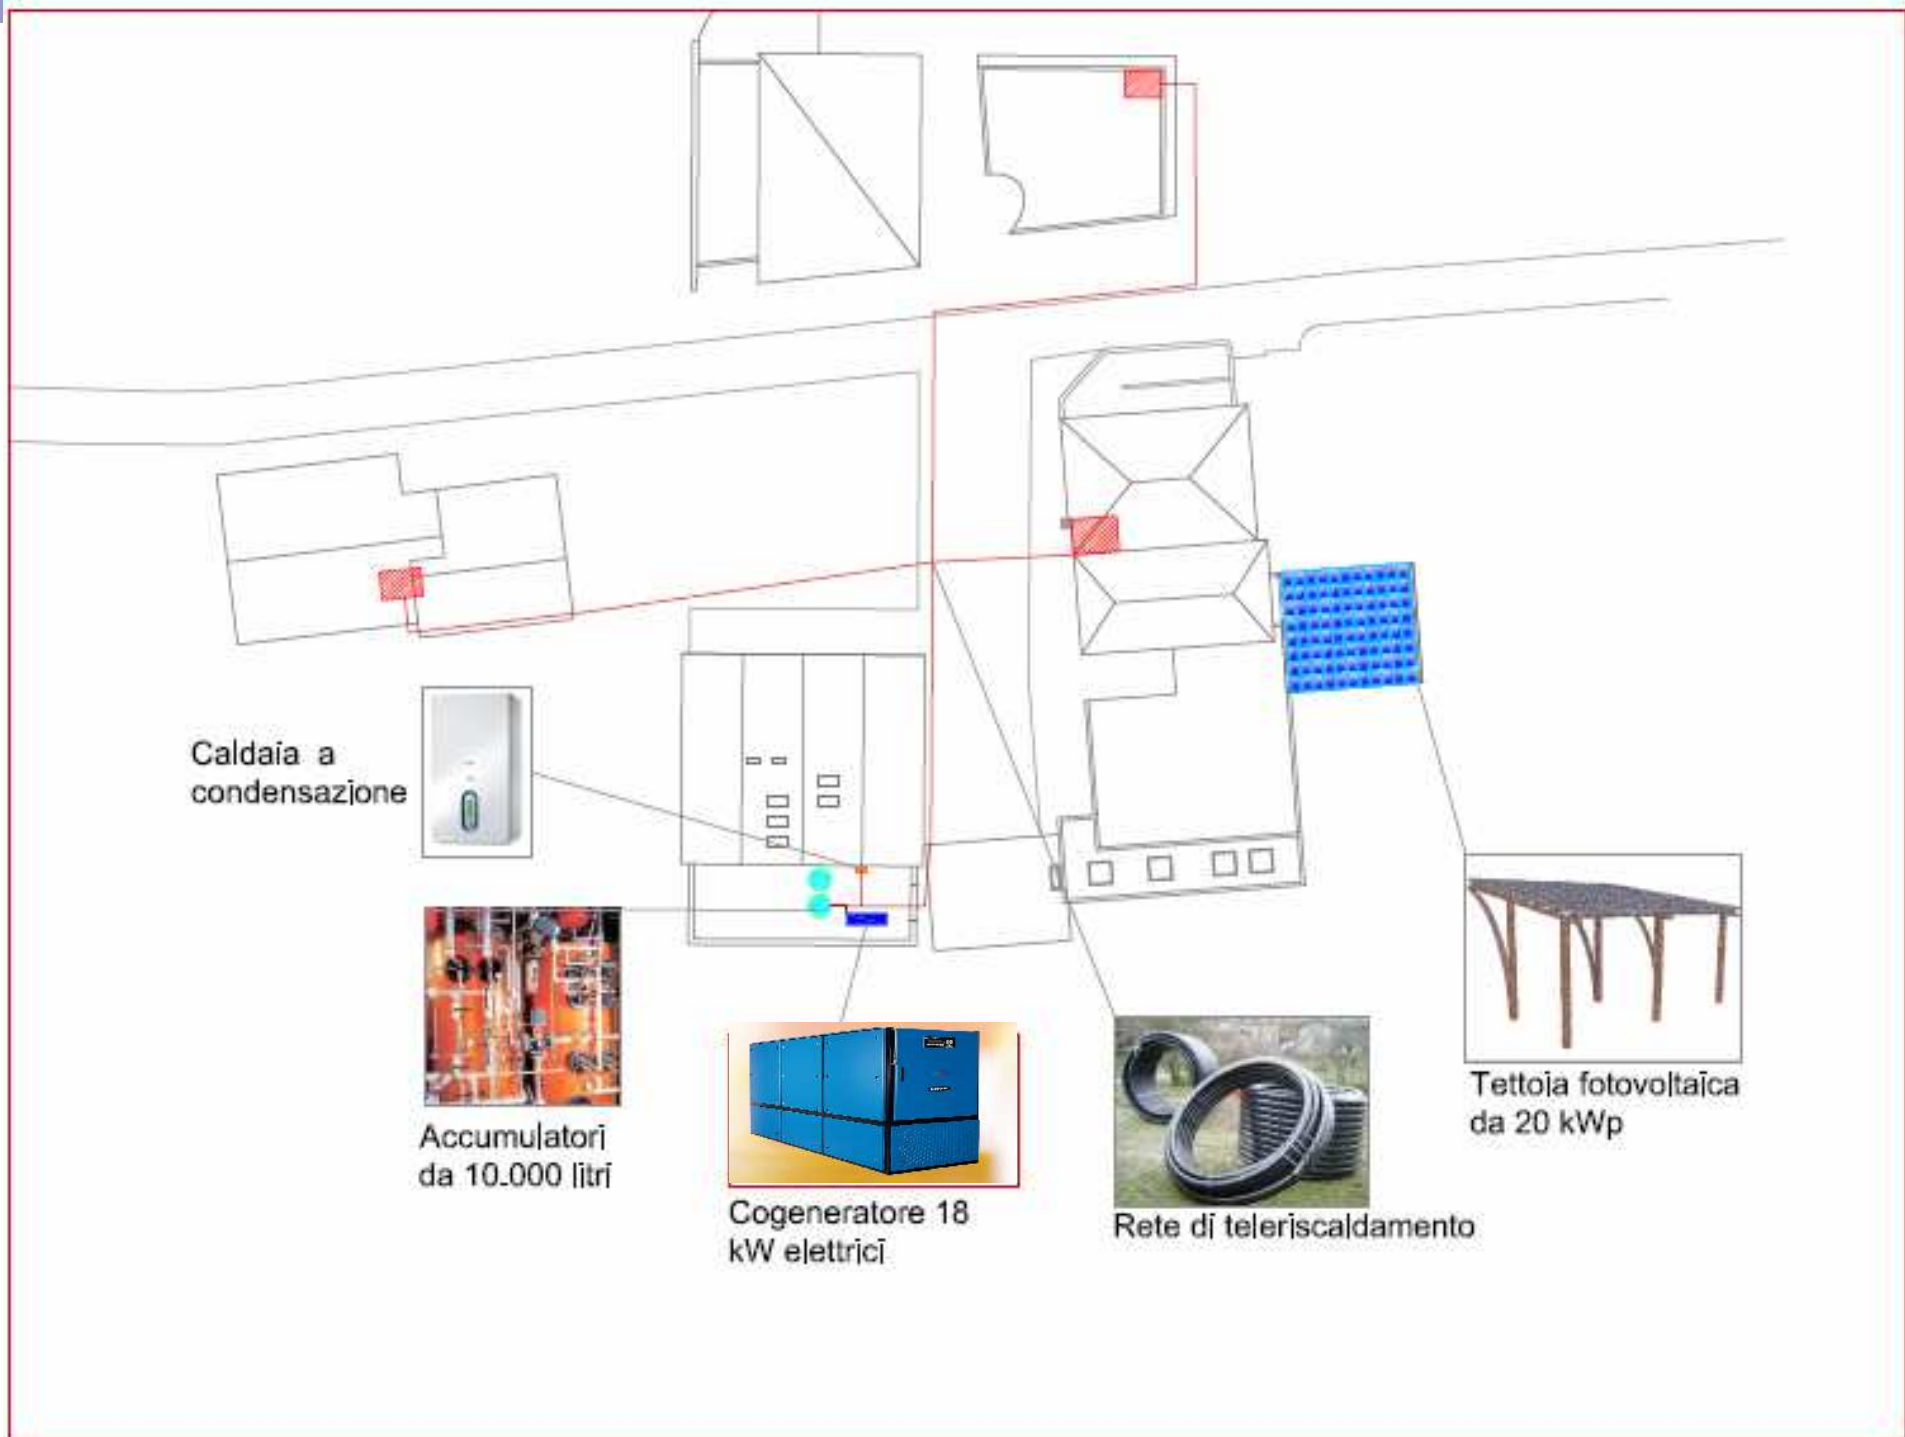 Caldaia a
condensazione
Accumulatori
da 10.000 litri
Cogeneratore 18
kW elettrici
Rete di teleriscaldamento
Tettoia fotovoltaica
da 20 kWp